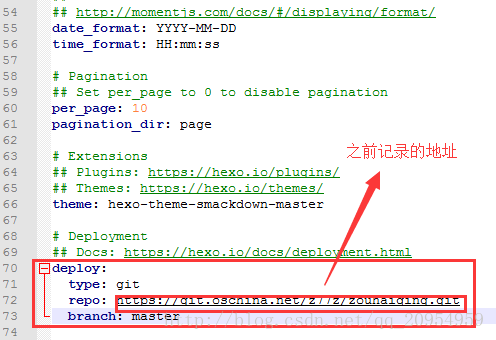 54 ## http://momentjs.com/docs/#/displaying/format/
55 date_format: YYYY-MM-DD
56 time_format: HH:mm:ss
57
58 # Pagination
59 ## Set per_page to 0 to disable pagination
60 per_page: 10
61 pagination_dir: page
62
63 # Extensions
之前记录的地址
64 ## Plugins: https://hexo.io/plugins/
65 ## Themes: https://hexo.io/themes/
66 theme: hexo-theme-smackdown-master
67
68 # Deployment
69 ## Docs: https://hexo.io/docs/deployment.html
70 deploy:
71 type: git
72 repo: https://git.oschina.net/z77z/zouhaiqing.git
73 branch: master
http://blog.csdn.net/qq_20954959
74